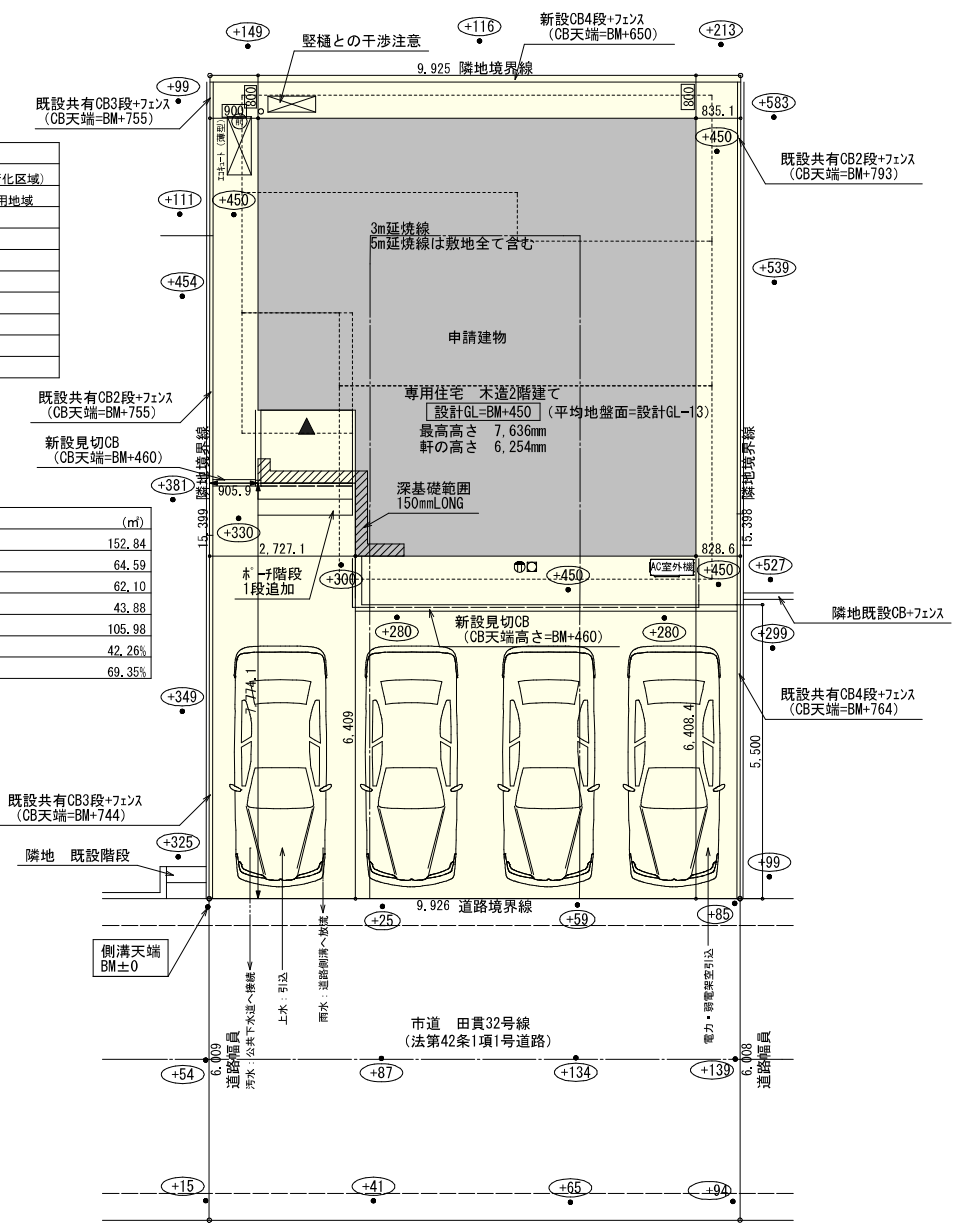 +149
+116
新設CB4段+フェンス
(CB天端=BM+650)
+213
竪樋との干渉注意
9.925 隣地境界線
+99
既設共有CB3段+フェンス
(CB天端=BM+755)
800
900
800
835.1
+583
+450
エコキュート(薄型)
既設共有CB2段+フェンス
(CB天端=BM+793)
化区域)
用地域
+111
+450
3m延焼線
5m延焼線は敷地全て含む
+454
+539
申請建物
既設共有CB2段+フェンス
(CB天端=BM+755)
専用住宅 木造2階建て
設計GL=BM+450 (平均地盤面=設計GL-13)
最高高さ 7,636mm
軒の高さ 6,254mm
新設見切CB
(CB天端=BM+460)
15.399 隣地境界線
15.398 隣地境界線
+381
905.9
深基礎範囲
150mmLONG
(㎡)
152.84
64.59
62.10
43.88
105.98
42.26%
69.35%
+330
2,727.1
828.6
ポーチ階段
1段追加
+300
+450
AC室外機
+450
+527
隣地既設CB+フェンス
+280
新設見切CB
(CB天端高さ=BM+460)
+280
+299
+349
7,774.1
6,409
6,408.4
5,500
既設共有CB4段+フェンス
(CB天端=BM+764)
既設共有CB3段+フェンス
(CB天端=BM+744)
+325
隣地 既設階段
+99
9.926 道路境界線
+25
+59
+85
側溝天端
BM±0
汚水:公共下水道へ接続
上水:引込
雨水:道路側溝へ放流
電力・弱電架空引込
市道 田貫32号線
(法第42条1項1号道路)
6.009
道路幅員
6.008
道路幅員
+54
+87
+134
+139
+15
+41
+65
+94